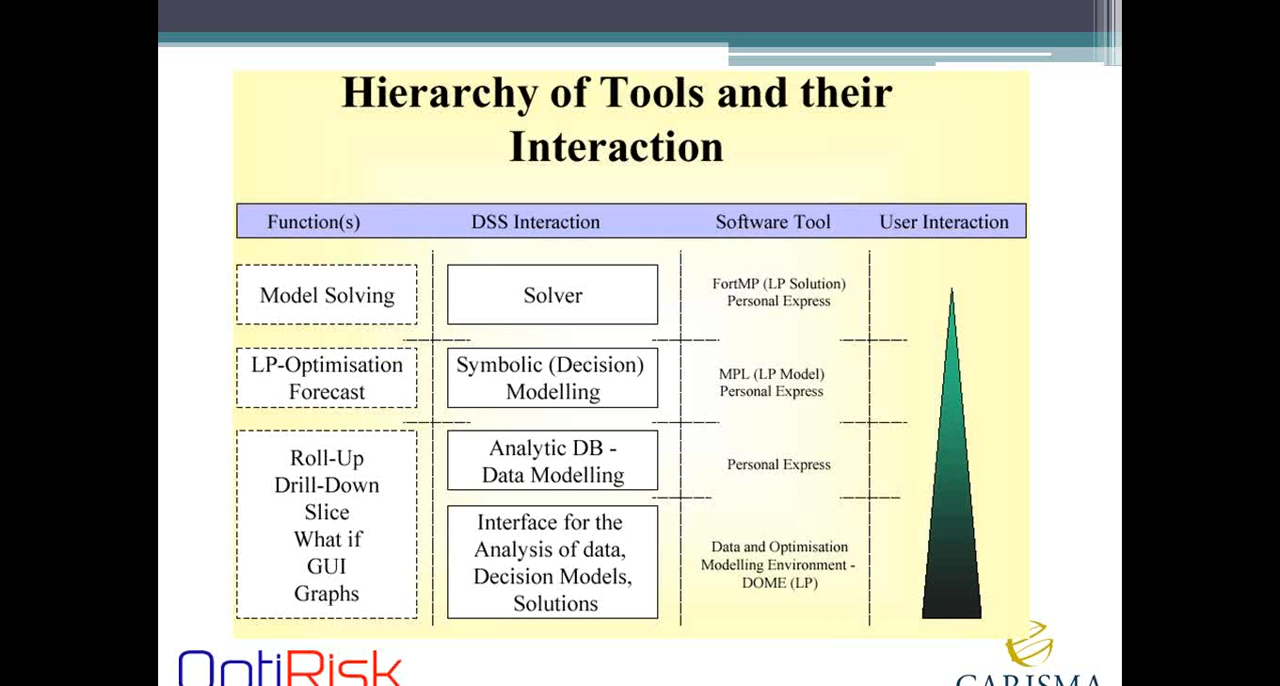 Hierarchy of Tools and their
Interaction
Function(s) DSS Interaction Software Tool User Interaction
Model Solving
Solver
FortMP (LP Solution)
Personal Express
LP-Optimisation
Forecast
Symbolic (Decision)
Modelling
MPL (LP Model)
Personal Express
Roll-Up
Drill-Down
Slice
What if
GUI
Graphs
Analytic DB -
Data Modelling
Personal Express
Interface for the
Analysis of data,
Decision Models,
Solutions
Data and Optimisation
Modelling Environment -
DOME (LP)
OptiRisk
CARISMA